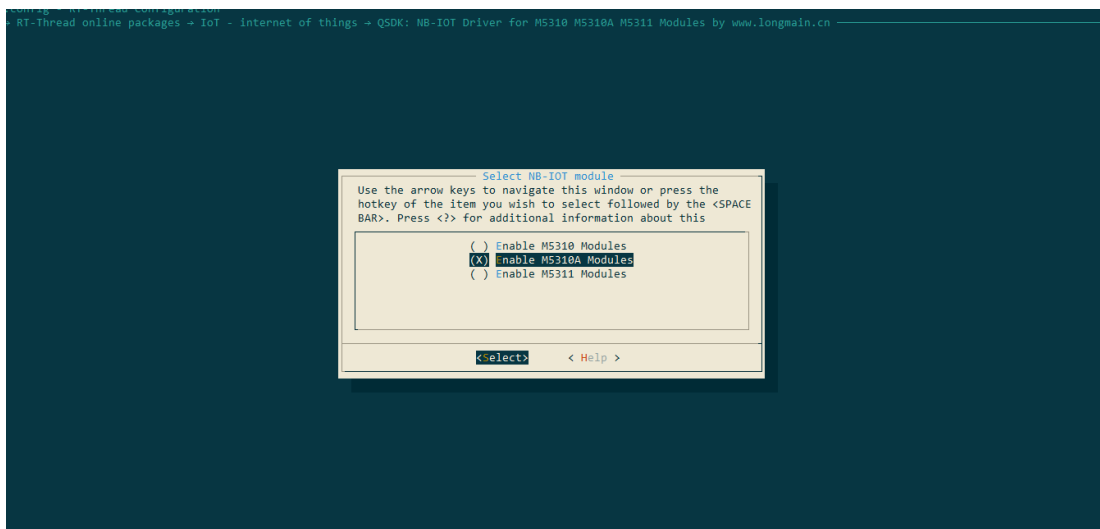 RT-Thread Configuration
→ RT-Thread online packages → IoT - internet of things → QSDK: NB-IOT Driver for M5310 M5310A M5311 Modules by www.longmain.cn
Select NB-IOT module
Use the arrow keys to navigate this window or press the
hotkey of the item you wish to select followed by the <SPACE
BAR>. Press <?> for additional information about this
( ) Enable M5310 Modules
(X) Enable M5310A Modules
( ) Enable M5311 Modules
<Select> < Help >